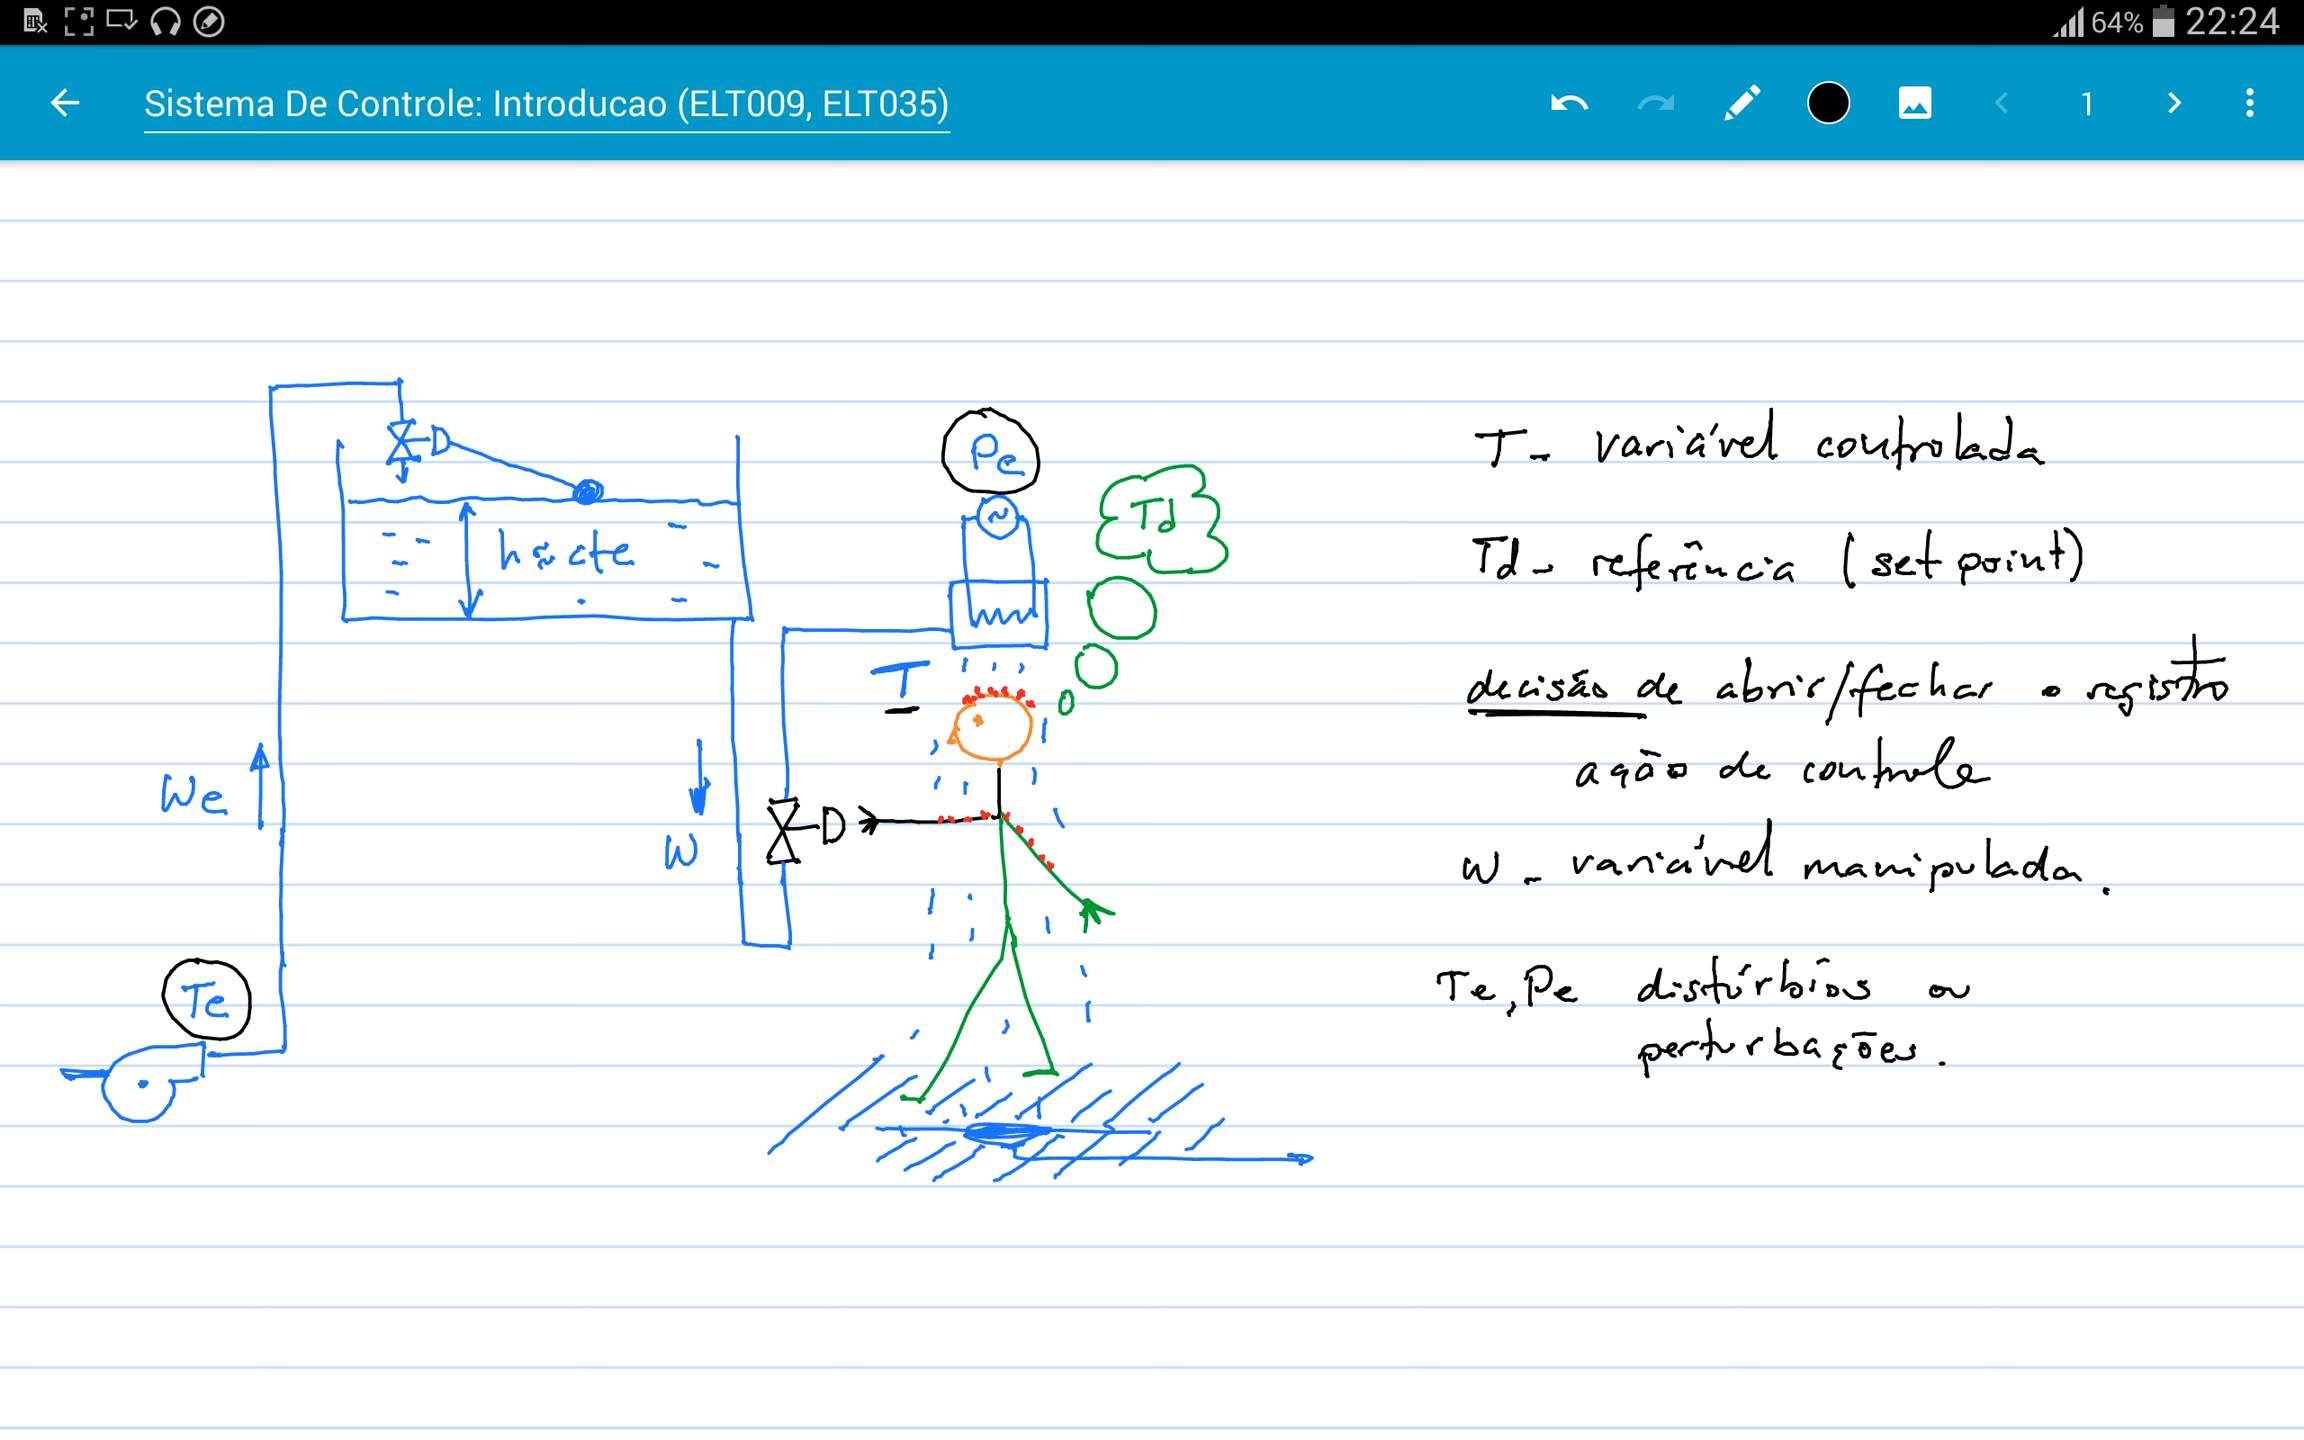 64% 22:24
Sistema De Controle: Introducao (ELT009, ELT035)
1
Pe
Td
h ≈ cte
T
We
W
D
D
Te
T - variável controlada
Td - referência (set point)
decisão de abrir/fechar o registro
ação de controle
W - variável manipulada.
Te, Pe distúrbios ou
perturbações.